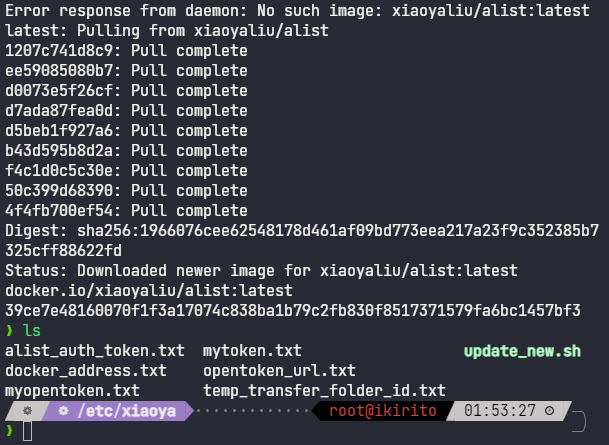 Error response from daemon: No such image: xiaoyaliu/alist:latest
latest: Pulling from xiaoyaliu/alist
1207c741d8c9: Pull complete
ee59085080b7: Pull complete
d0073e5f26cf: Pull complete
d7ada87fea0d: Pull complete
d5beb1f927a6: Pull complete
b43d595b8d2a: Pull complete
f4c1d0c5c30e: Pull complete
50c399d68390: Pull complete
4f4fb700ef54: Pull complete
Digest: sha256:1966076cee62548178d461af09bd773eea217a23f9c352385b7
325cff88622fd
Status: Downloaded newer image for xiaoyaliu/alist:latest
docker.io/xiaoyaliu/alist:latest
39ce7e48160070f1f3a17074c838ba1b79c2fb830f8517371579fa6bc1457bf3
❯ ls
alist_auth_token.txt  mytoken.txt  update_new.sh
docker_address.txt  opentoken_url.txt
myopentoken.txt  temp_transfer_folder_id.txt
/etc/xiaoya root@ikirito 01:53:27
❯